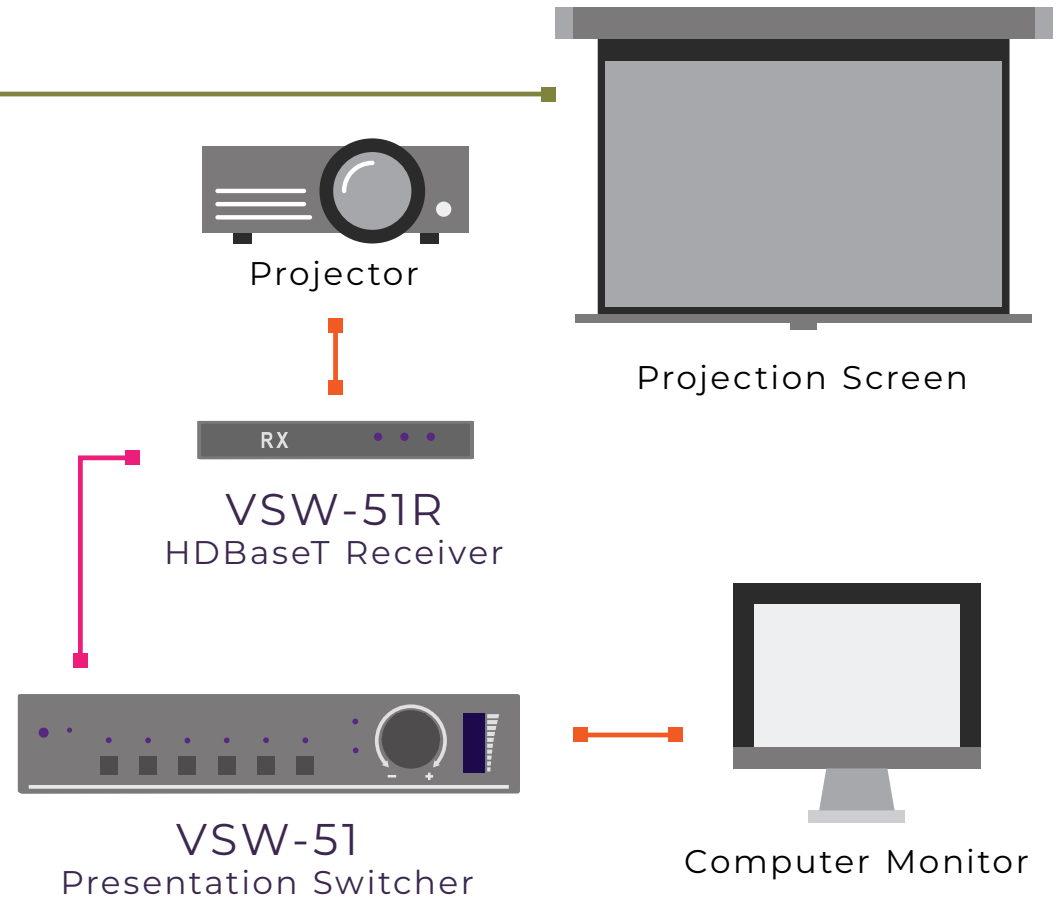 Projector
Projection Screen
RX
VSW-51R
HDBaseT Receiver
- +
VSW-51
Presentation Switcher
Computer Monitor